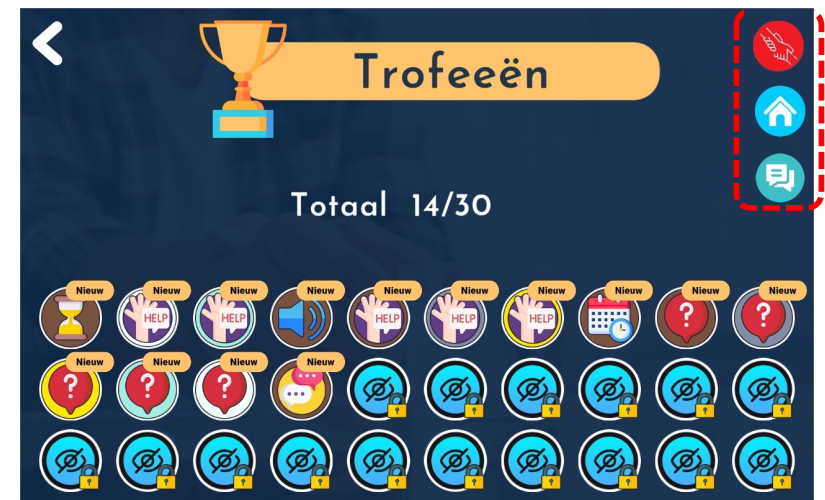 Trofeeën
Totaal 14/30
Nieuw Nieuw Nieuw Nieuw Nieuw Nieuw Nieuw Nieuw Nieuw Nieuw
HELP HELP HELP HELP HELP
? ?
Nieuw Nieuw Nieuw Nieuw
? ? ?